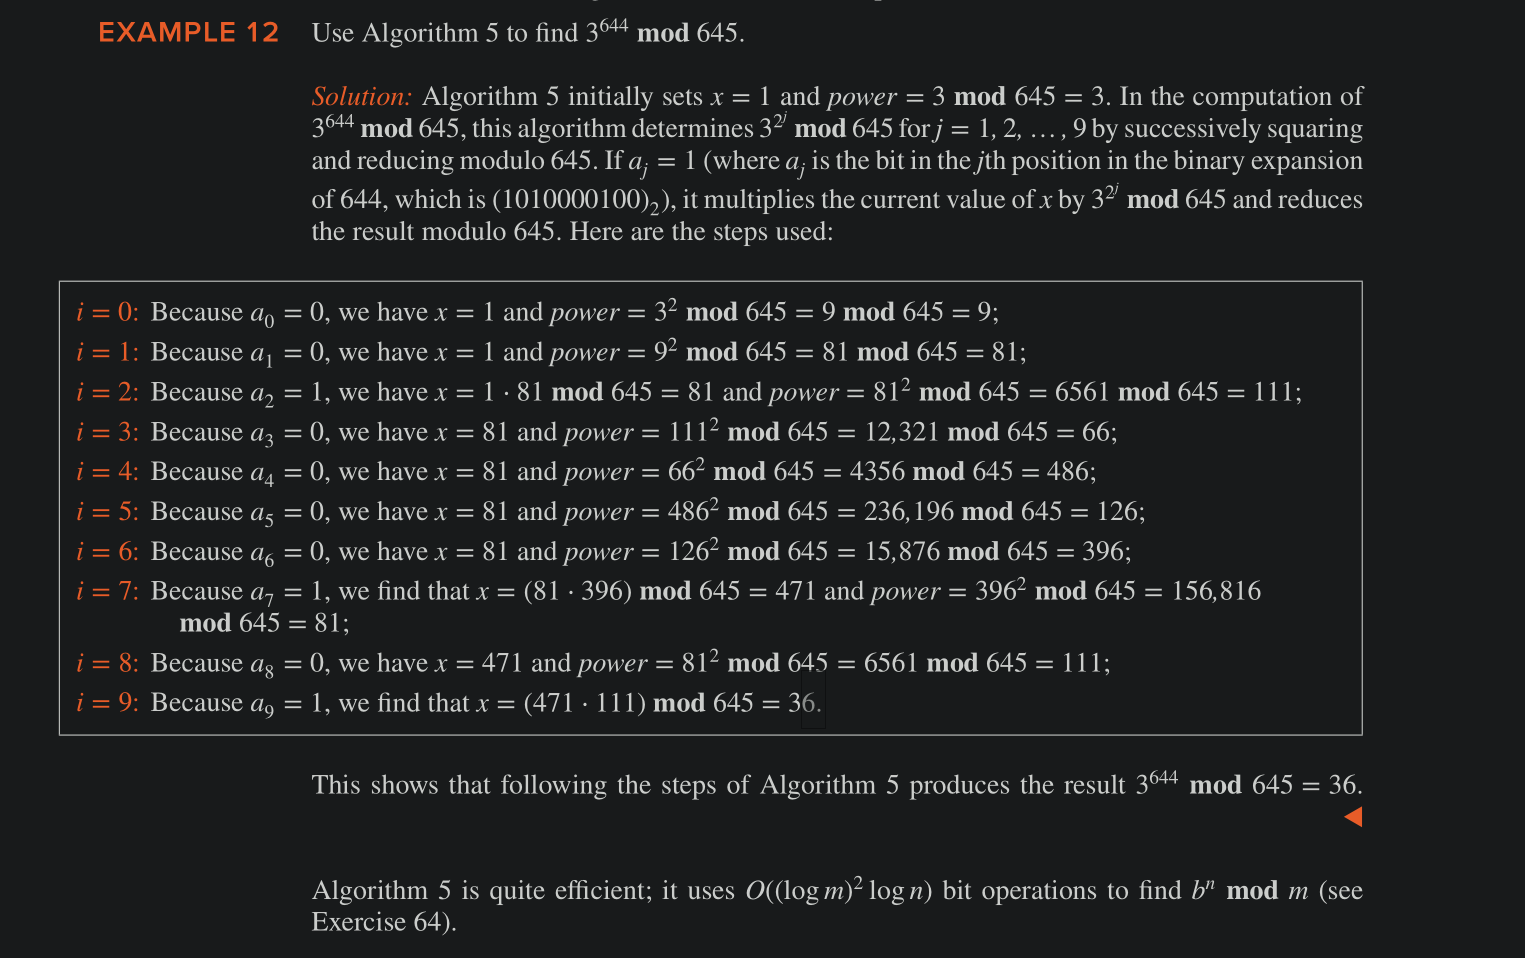 EXAMPLE 12 Use Algorithm 5 to find 3^644 mod 645.
Solution: Algorithm 5 initially sets x = 1 and power = 3 mod 645 = 3. In the computation of
3^644 mod 645, this algorithm determines 3^2^j mod 645 for j = 1, 2, … , 9 by successively squaring
and reducing modulo 645. If a_j = 1 (where a_j is the bit in the jth position in the binary expansion
of 644, which is (1010000100)_2), it multiplies the current value of x by 3^2^j mod 645 and reduces
the result modulo 645. Here are the steps used:
i = 0: Because a_0 = 0, we have x = 1 and power = 3^2 mod 645 = 9 mod 645 = 9;
i = 1: Because a_1 = 0, we have x = 1 and power = 9^2 mod 645 = 81 mod 645 = 81;
i = 2: Because a_2 = 1, we have x = 1 · 81 mod 645 = 81 and power = 81^2 mod 645 = 6561 mod 645 = 111;
i = 3: Because a_3 = 0, we have x = 81 and power = 111^2 mod 645 = 12,321 mod 645 = 66;
i = 4: Because a_4 = 0, we have x = 81 and power = 66^2 mod 645 = 4356 mod 645 = 486;
i = 5: Because a_5 = 0, we have x = 81 and power = 486^2 mod 645 = 236,196 mod 645 = 126;
i = 6: Because a_6 = 0, we have x = 81 and power = 126^2 mod 645 = 15,876 mod 645 = 396;
i = 7: Because a_7 = 1, we find that x = (81 · 396) mod 645 = 471 and power = 396^2 mod 645 = 156,816
mod 645 = 81;
i = 8: Because a_8 = 0, we have x = 471 and power = 81^2 mod 645 = 6561 mod 645 = 111;
i = 9: Because a_9 = 1, we find that x = (471 · 111) mod 645 = 36.
This shows that following the steps of Algorithm 5 produces the result 3^644 mod 645 = 36.
Algorithm 5 is quite efficient; it uses O((log m)^2 log n) bit operations to find b^n mod m (see
Exercise 64).